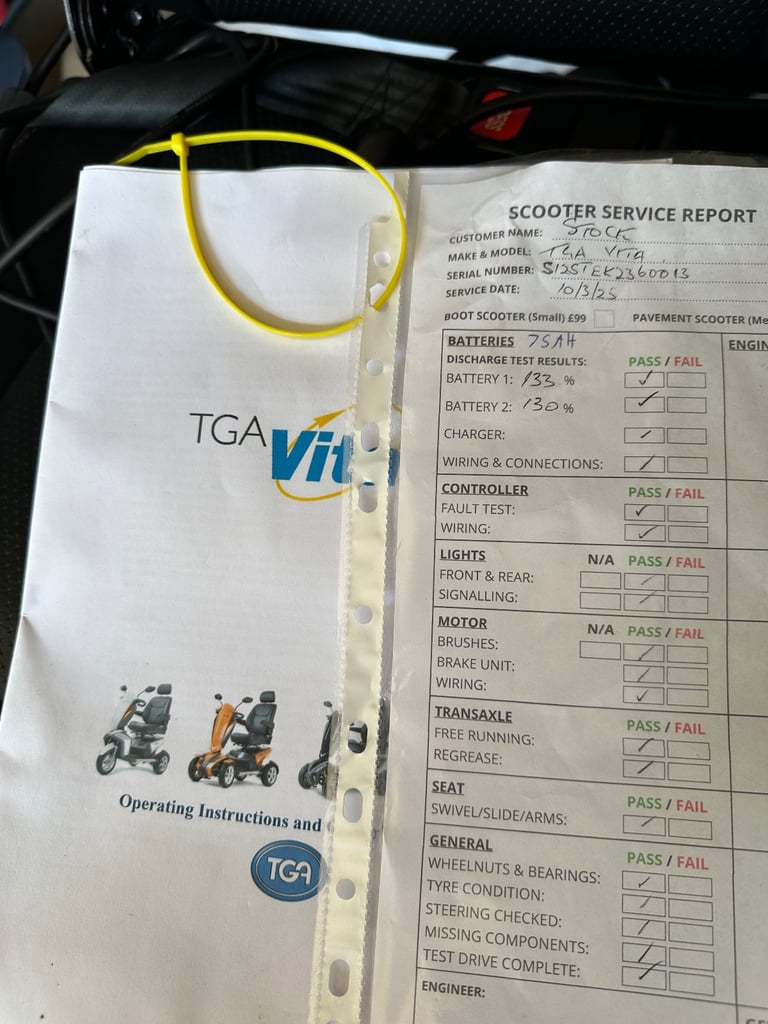 TGA Vita
Operating Instructions and
TGA
SCOOTER SERVICE REPORT
CUSTOMER NAME: STOCK
MAKE & MODEL: TGA VITA
SERIAL NUMBER: S12STEK2360013
SERVICE DATE: 10/3/25
BOOT SCOOTER (Small) £99 PAVEMENT SCOOTER (Me
BATTERIES 75AH ENGIN
DISCHARGE TEST RESULTS: PASS / FAIL
BATTERY 1: 133 %
BATTERY 2: 130 %
CHARGER:
WIRING & CONNECTIONS:
CONTROLLER PASS / FAIL
FAULT TEST:
WIRING:
LIGHTS N/A PASS / FAIL
FRONT & REAR:
SIGNALLING:
MOTOR N/A PASS / FAIL
BRUSHES:
BRAKE UNIT:
WIRING:
TRANSAXLE PASS / FAIL
FREE RUNNING:
REGREASE:
SEAT PASS / FAIL
SWIVEL/SLIDE/ARMS:
GENERAL PASS / FAIL
WHEELNUTS & BEARINGS:
TYRE CONDITION:
STEERING CHECKED:
MISSING COMPONENTS:
TEST DRIVE COMPLETE:
ENGINEER: